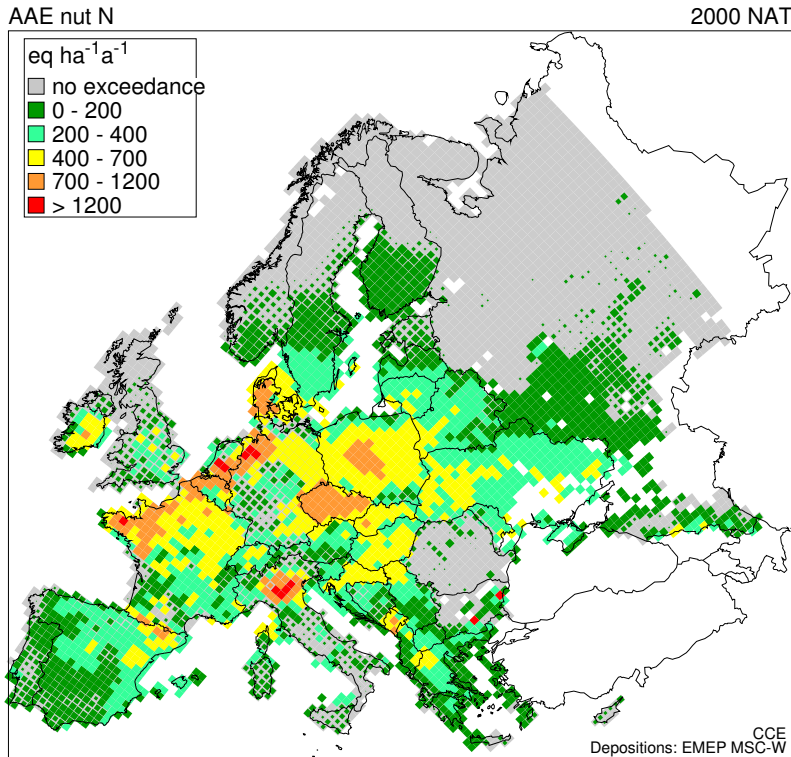 AAE nut N
2000 NAT
eq ha⁻¹a⁻¹
no exceedance
0 - 200
200 - 400
400 - 700
700 - 1200
> 1200
CCE
Depositions: EMEP MSC-W